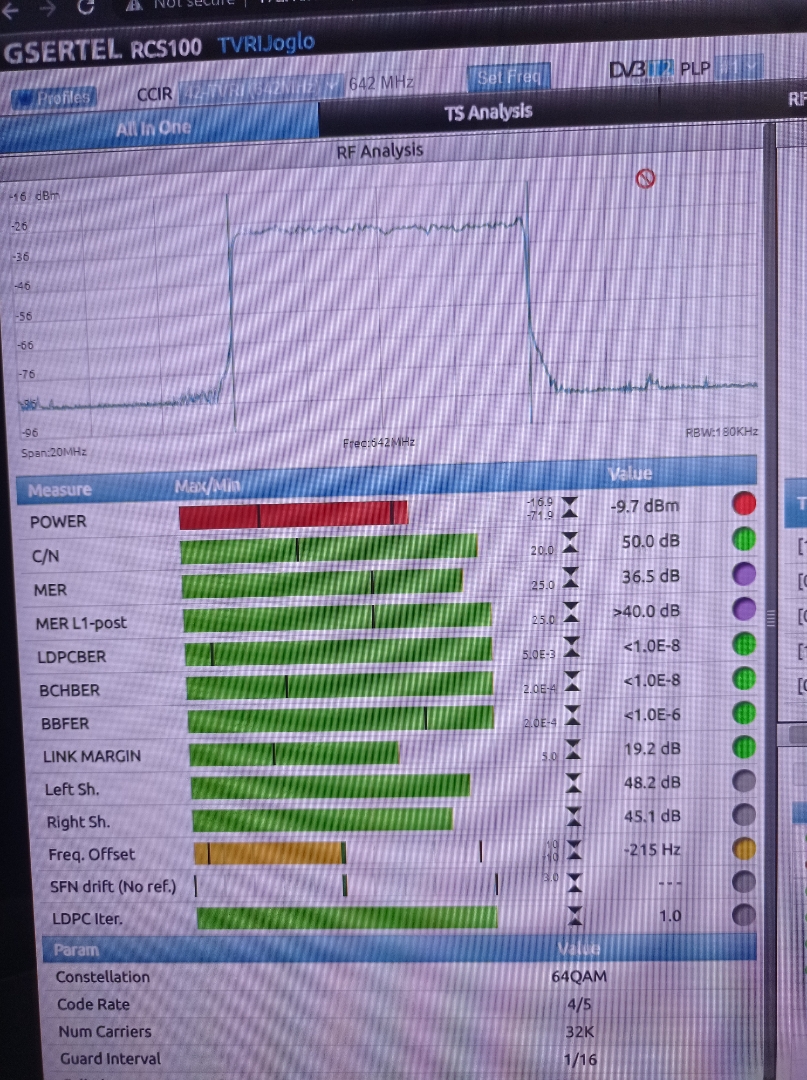 Not secure
GSERTEL RCS100 TVRIJoglo
Profiles CCIR 42-TVRI (642MHz) 642 MHz Set Freq DVB T2 PLP
All In One TS Analysis RF
RF Analysis
-16 dBm
-26
-36
-46
-56
-66
-76
-86
-96
Span:20MHz Freq:642MHz RBW:180KHz
Measure Max/Min Value
POWER -16.9 -71.9 -9.7 dBm
C/N 20.0 50.0 dB
MER 25.0 36.5 dB
MER L1-post 25.0 >40.0 dB
LDPCBER 5.0E-3 <1.0E-8
BCHBER 2.0E-4 <1.0E-8
BBFER 2.0E-4 <1.0E-6
LINK MARGIN 5.0 19.2 dB
Left Sh. 48.2 dB
Right Sh. 45.1 dB
Freq. Offset 10 -10 -215 Hz
SFN drift (No ref.) 3.0 ---
LDPC Iter. 1.0
Param Value
Constellation 64QAM
Code Rate 4/5
Num Carriers 32K
Guard Interval 1/16